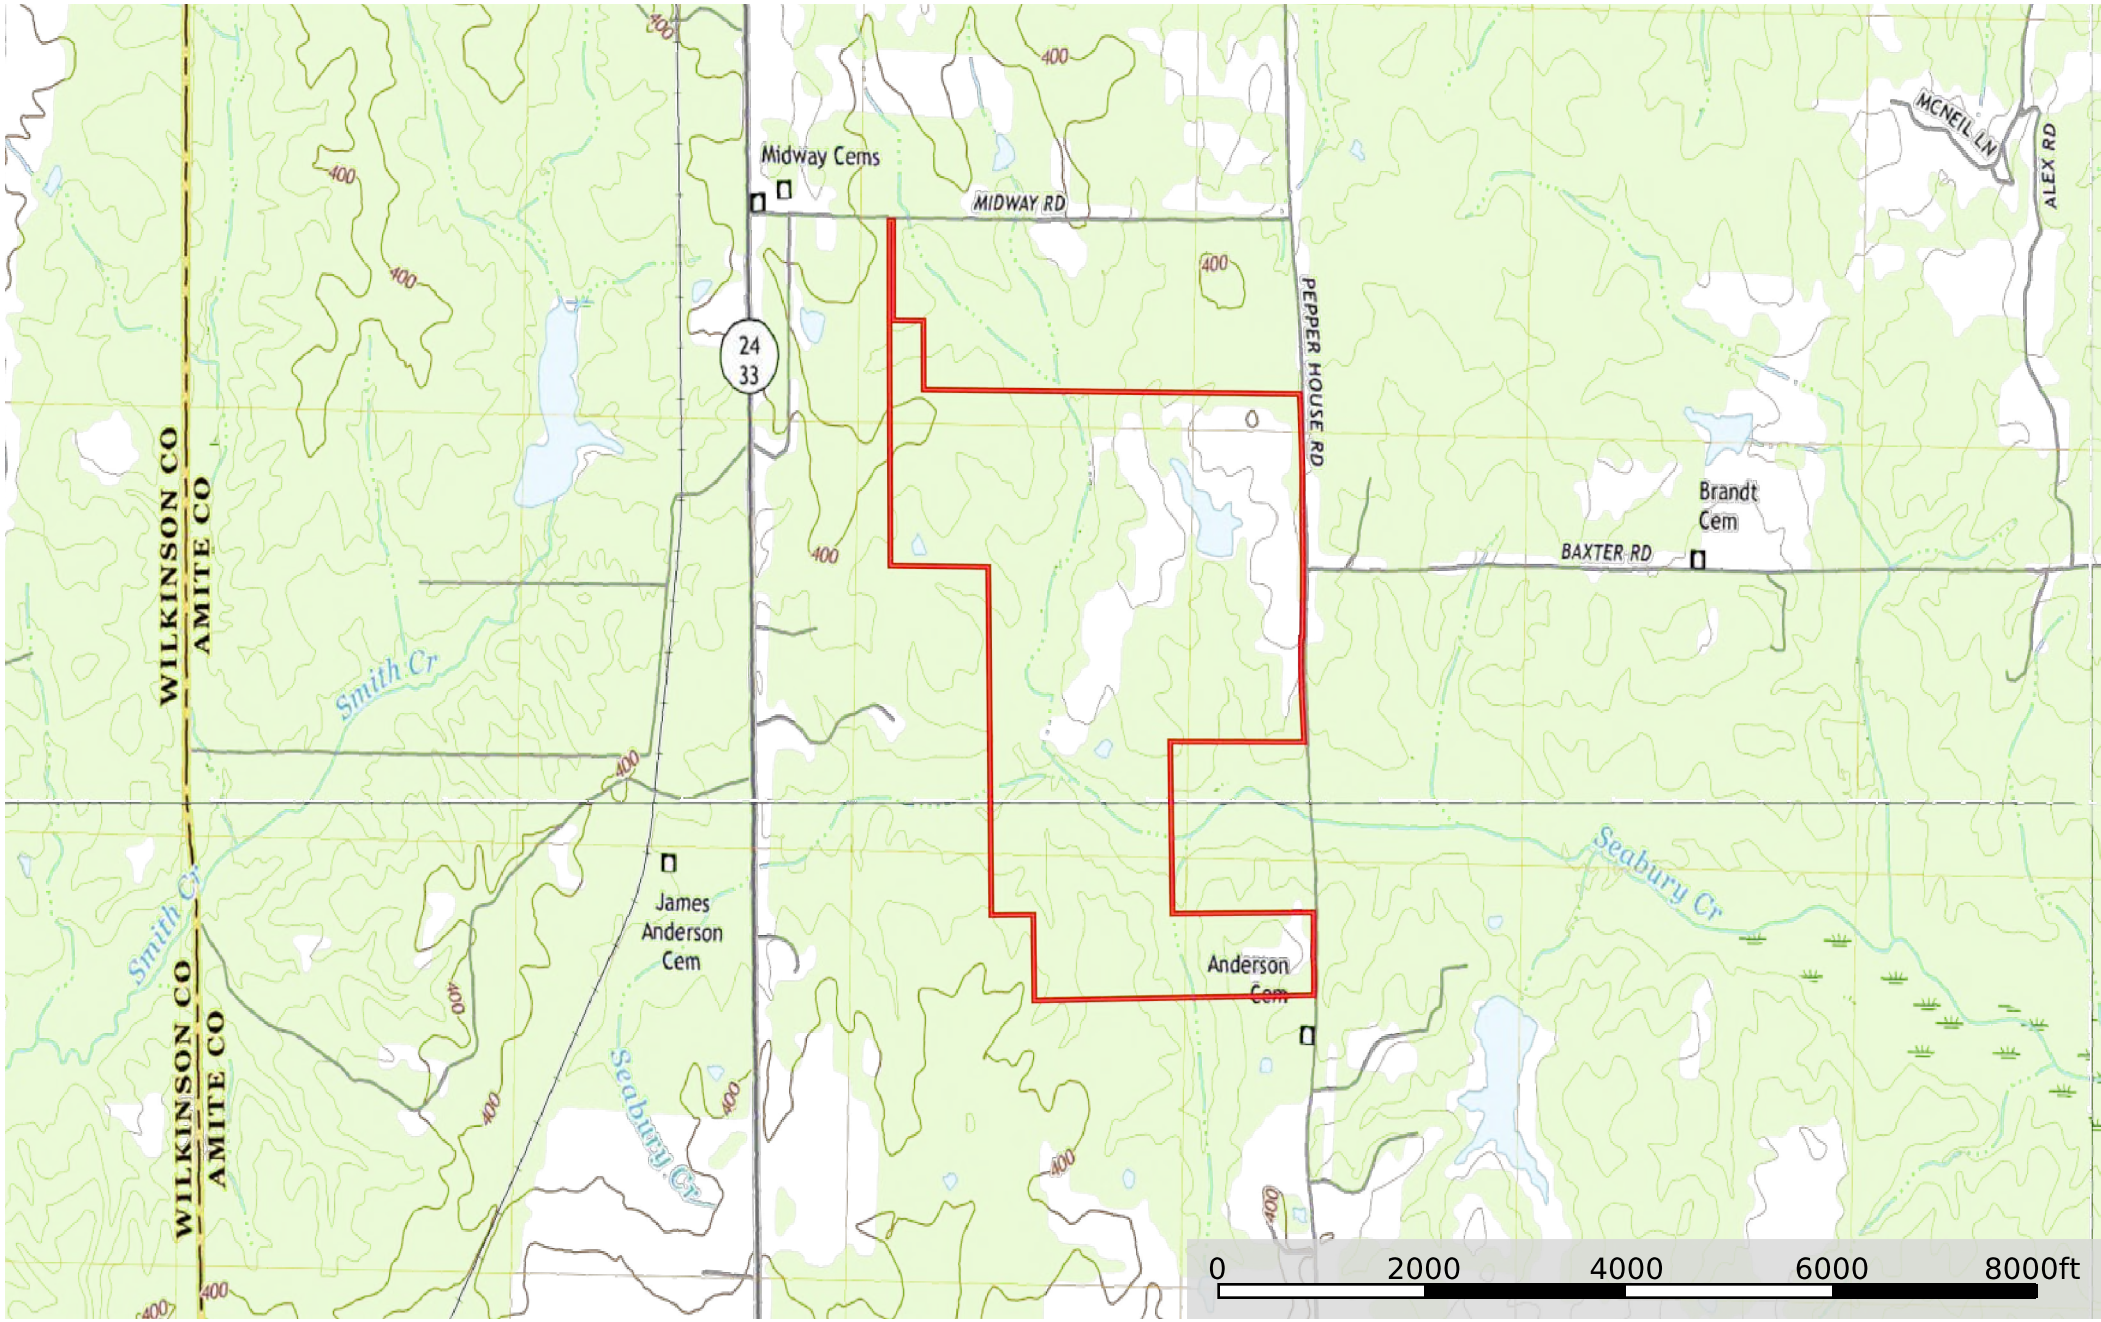 400
400
MCNEIL LN
ALEX RD
Midway Cems
400
MIDWAY RD
400
400
PEPPER HOUSE RD
24
33
WILKINSON CO
AMITE CO
Brandt
Cem
400
BAXTER RD
Smith Cr
400
Seabury Cr
Smith Cr
James
Anderson
Cem
Anderson
Cem
400
WILKINSON CO
AMITE CO
400
400
Seabury Cr
400
400
400
400
0 2000 4000 6000 8000ft